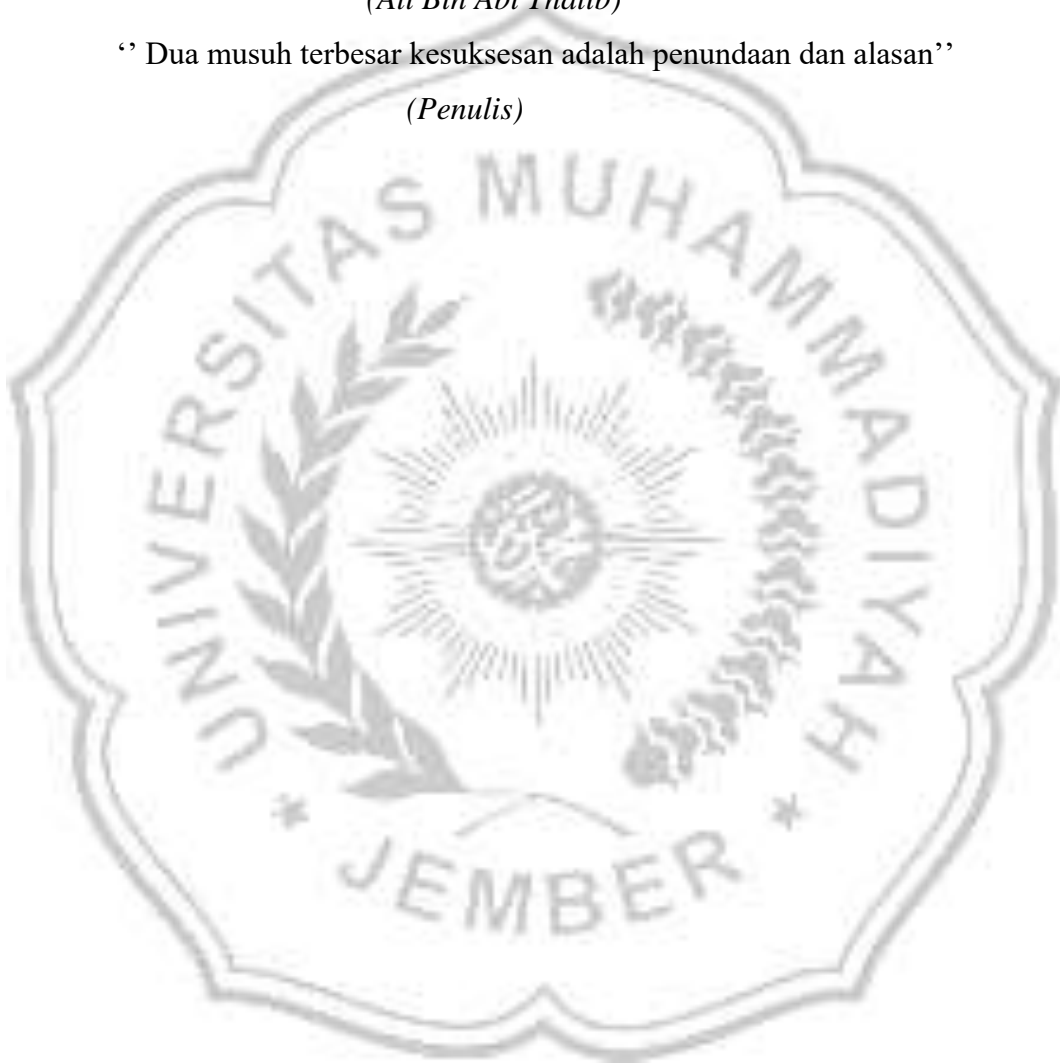 (Ali Bin Abi Thalib)
‘’ Dua musuh terbesar kesuksesan adalah penundaan dan alasan’’
(Penulis)
UNIVERSITAS MUHAMMADIYAH
* JEMBER *